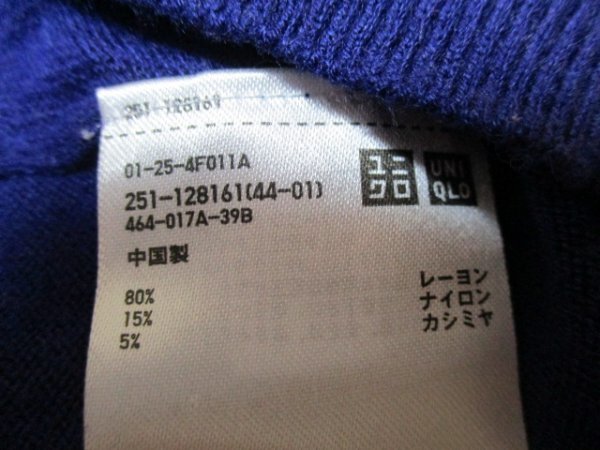 251-128161
01-25-4F011A
251-128161(44-01)
464-017A-39B
中国製
ユニ
クロ
UNI
QLO
80% レーヨン
15% ナイロン
5% カシミヤ